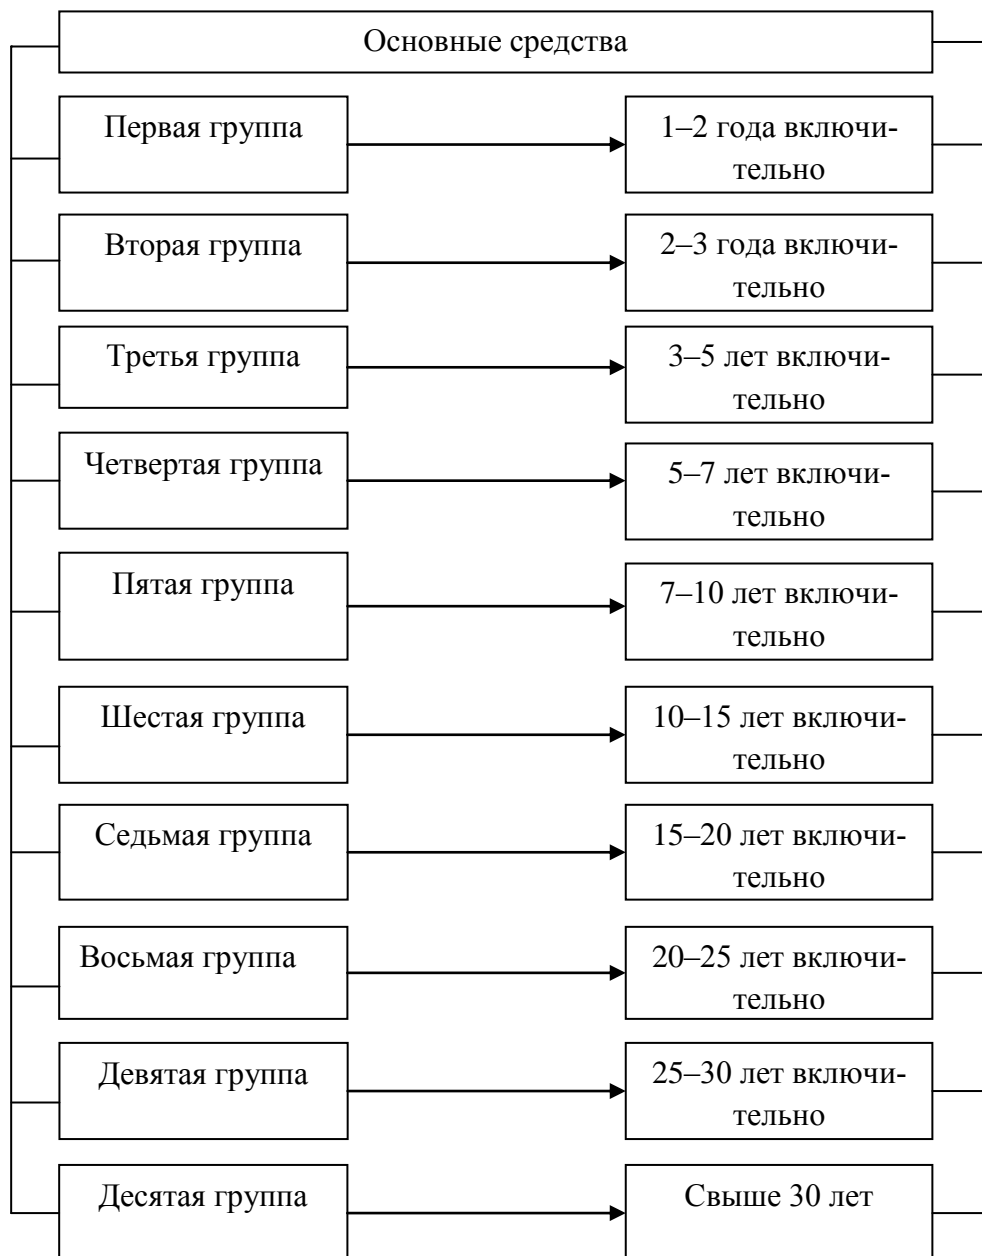 Основные средства
Первая группа
1–2 года включи-
тельно
Вторая группа
2–3 года включи-
тельно
Третья группа
3–5 лет включи-
тельно
Четвертая группа
5–7 лет включи-
тельно
Пятая группа
7–10 лет включи-
тельно
Шестая группа
10–15 лет включи-
тельно
Седьмая группа
15–20 лет включи-
тельно
Восьмая группа
20–25 лет включи-
тельно
Девятая группа
25–30 лет включи-
тельно
Десятая группа
Свыше 30 лет